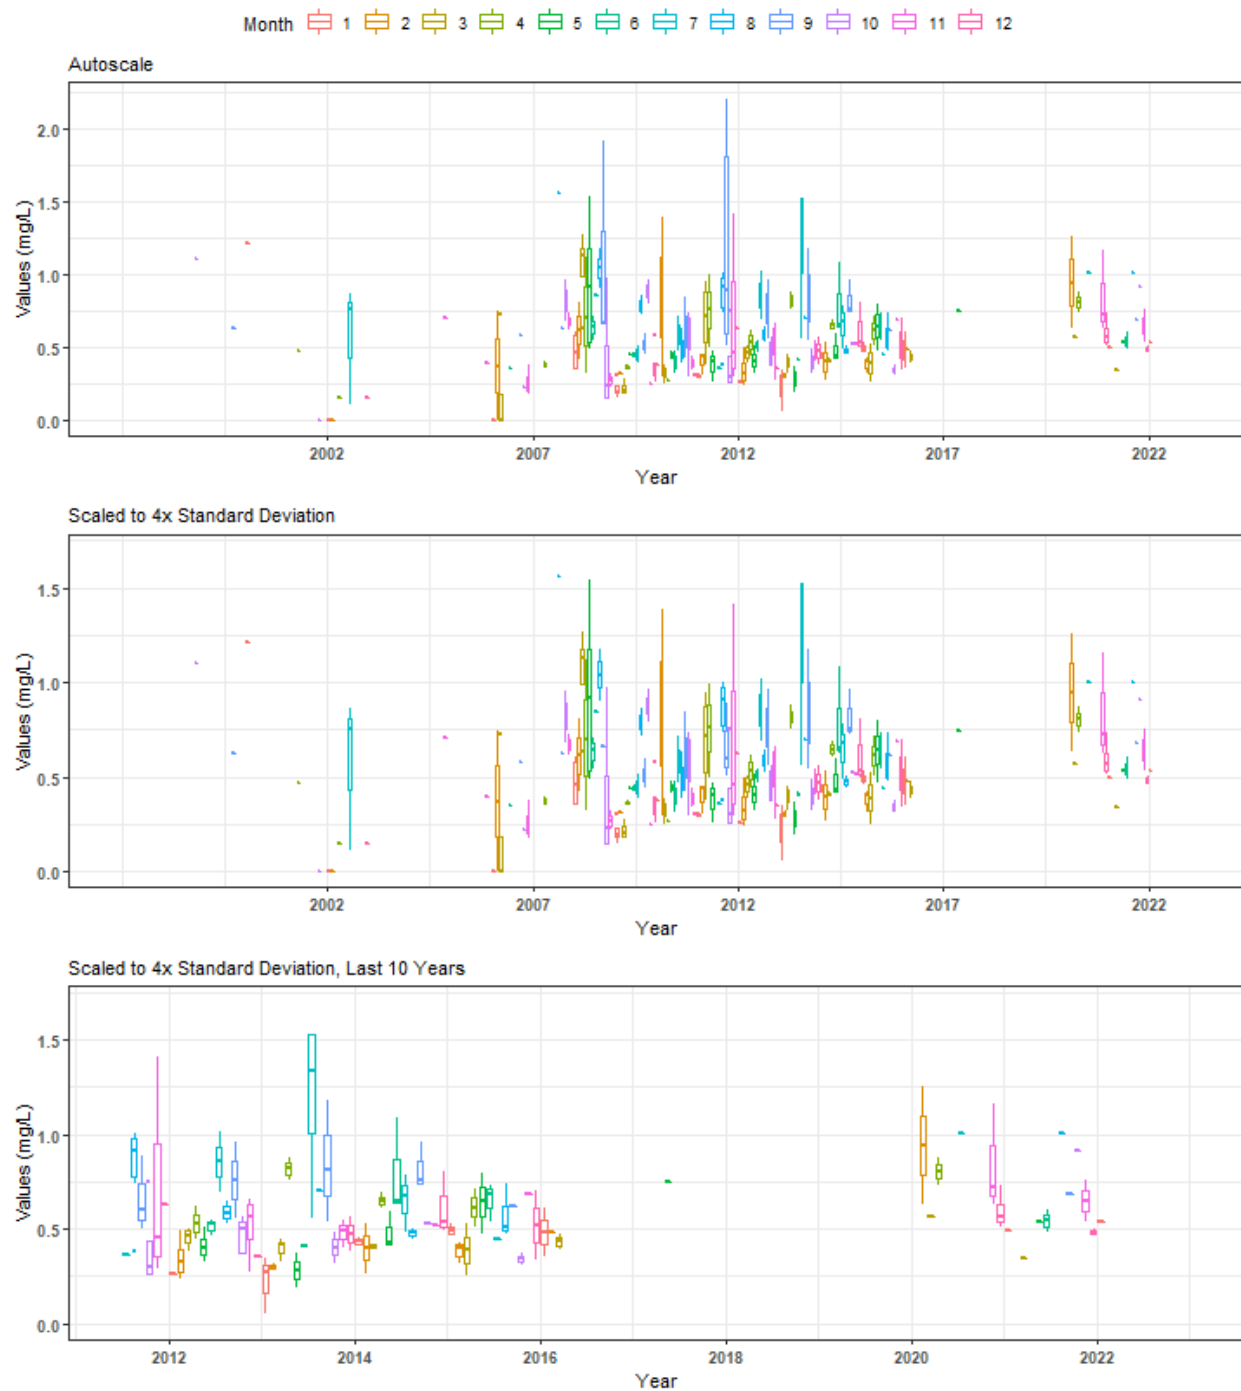 Month 1 2 3 4 5 6 7 8 9 10 11 12
Autoscale
2.0
1.5
1.0
0.5
0.0
Values (mg/L)
2002 2007 2012 2017 2022
Year
Scaled to 4x Standard Deviation
1.5
1.0
0.5
0.0
Values (mg/L)
2002 2007 2012 2017 2022
Year
Scaled to 4x Standard Deviation, Last 10 Years
1.5
1.0
0.5
0.0
Values (mg/L)
2012 2014 2016 2018 2020 2022
Year